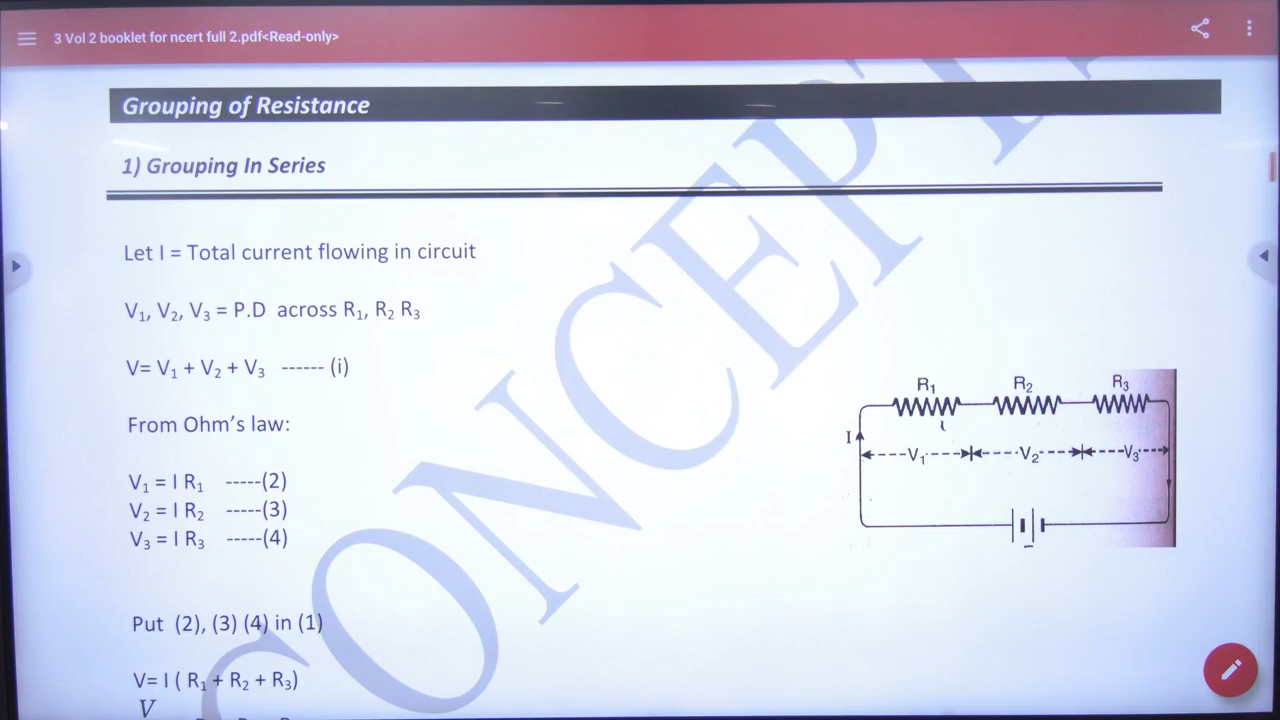 3 Vol 2 booklet for ncert full 2.pdf<Read-only>
Grouping of Resistance
1) Grouping In Series
Let I = Total current flowing in circuit
V₁, V₂, V₃ = P.D across R₁, R₂ R₃
V= V₁ + V₂ + V₃ ------ (i)
From Ohm's law:
V₁ = I R₁ -----(2)
V₂ = I R₂ -----(3)
V₃ = I R₃ -----(4)
Put (2), (3) (4) in (1)
V= I ( R₁ + R₂ + R₃)
V
R₁ R₂ R₃
I
V₁ V₂ V₃
CONCEPT